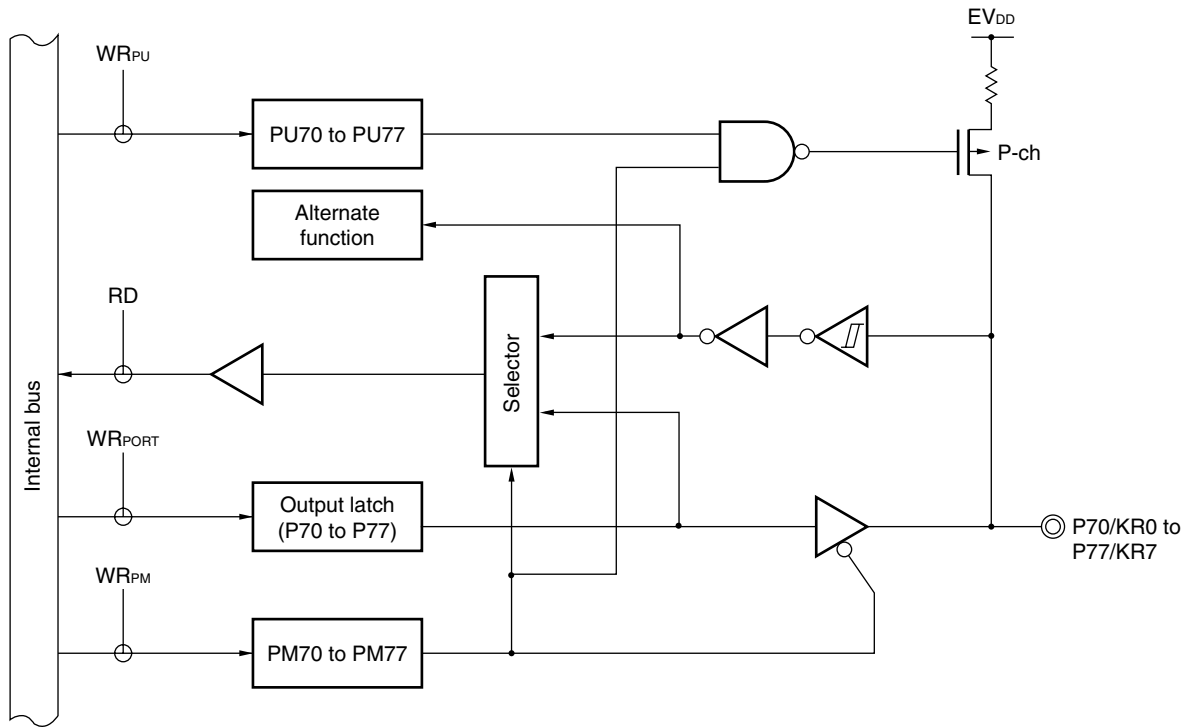 EVDD
WRPU
PU70 to PU77
P-ch
Alternate
function
RD
Selector
Internal bus
WRPORT
Output latch
(P70 to P77)
P70/KR0 to
P77/KR7
WRPM
PM70 to PM77